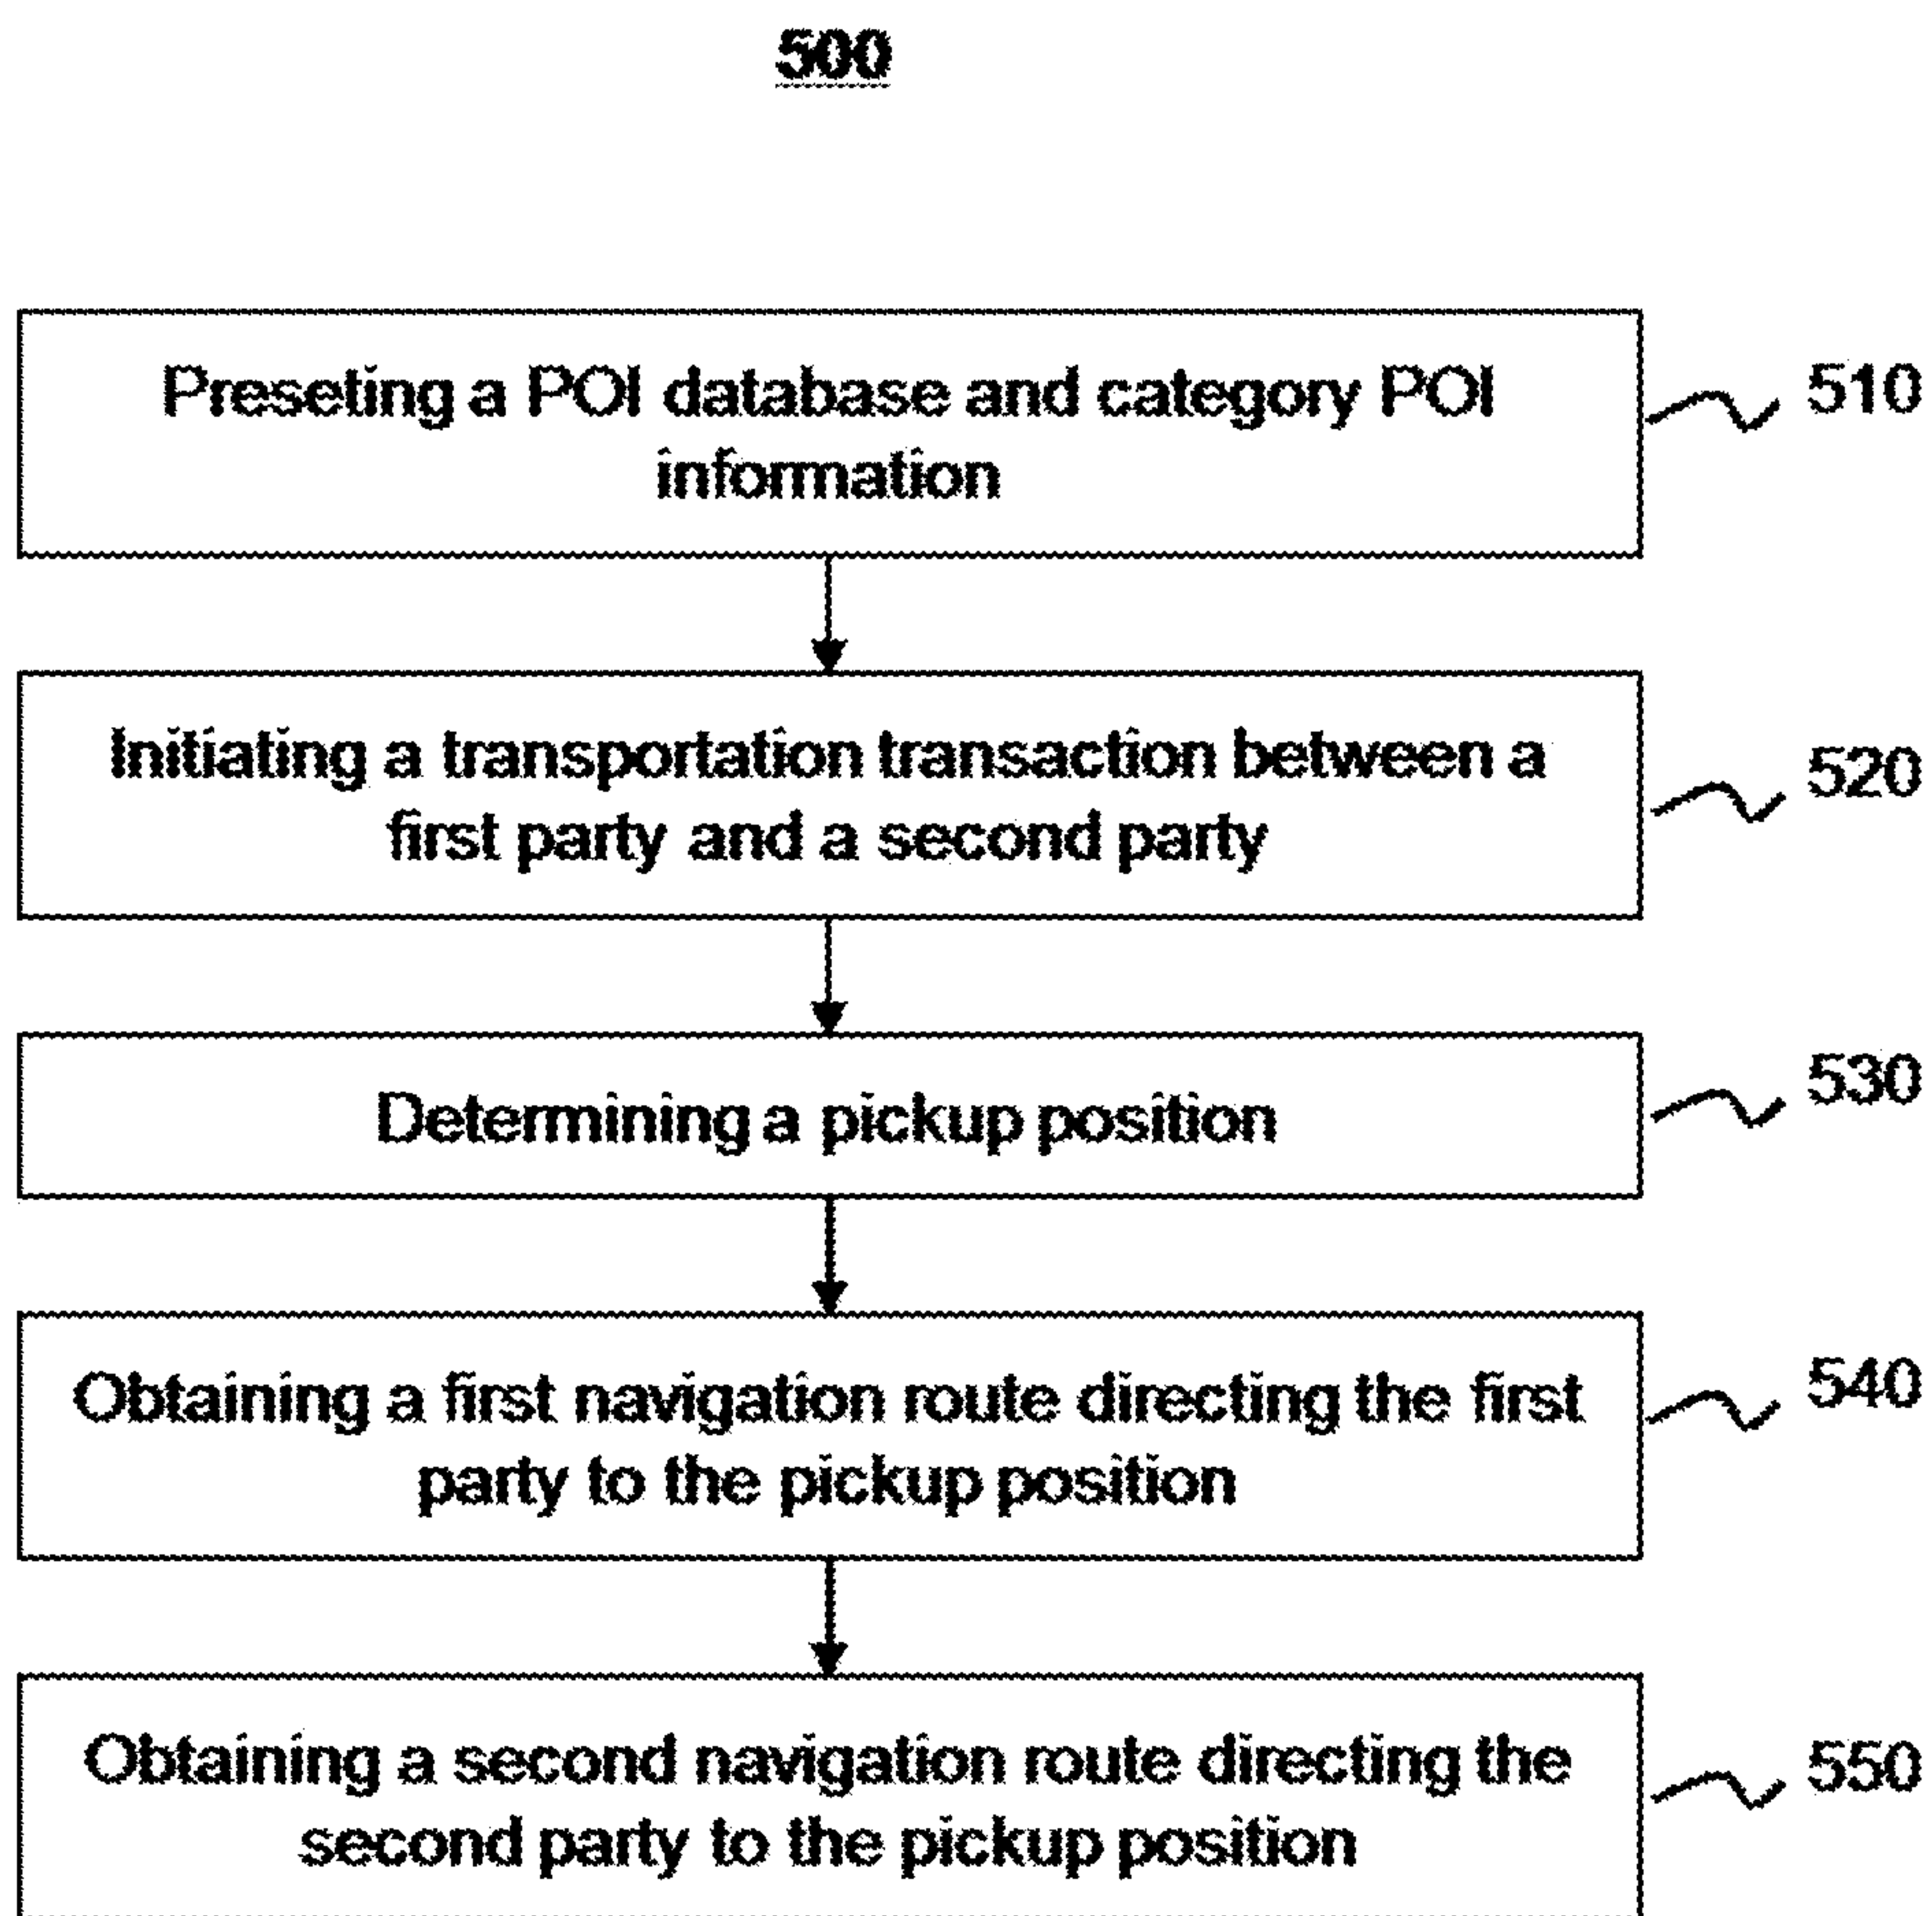 500
Preseting a POI database and category POI
information
510
Initiating a transportation transaction between a
first party and a second party
520
Determining a pickup position
530
Obtaining a first navigation route directing the first
party to the pickup position
540
Obtaining a second navigation route directing the
second party to the pickup position
550